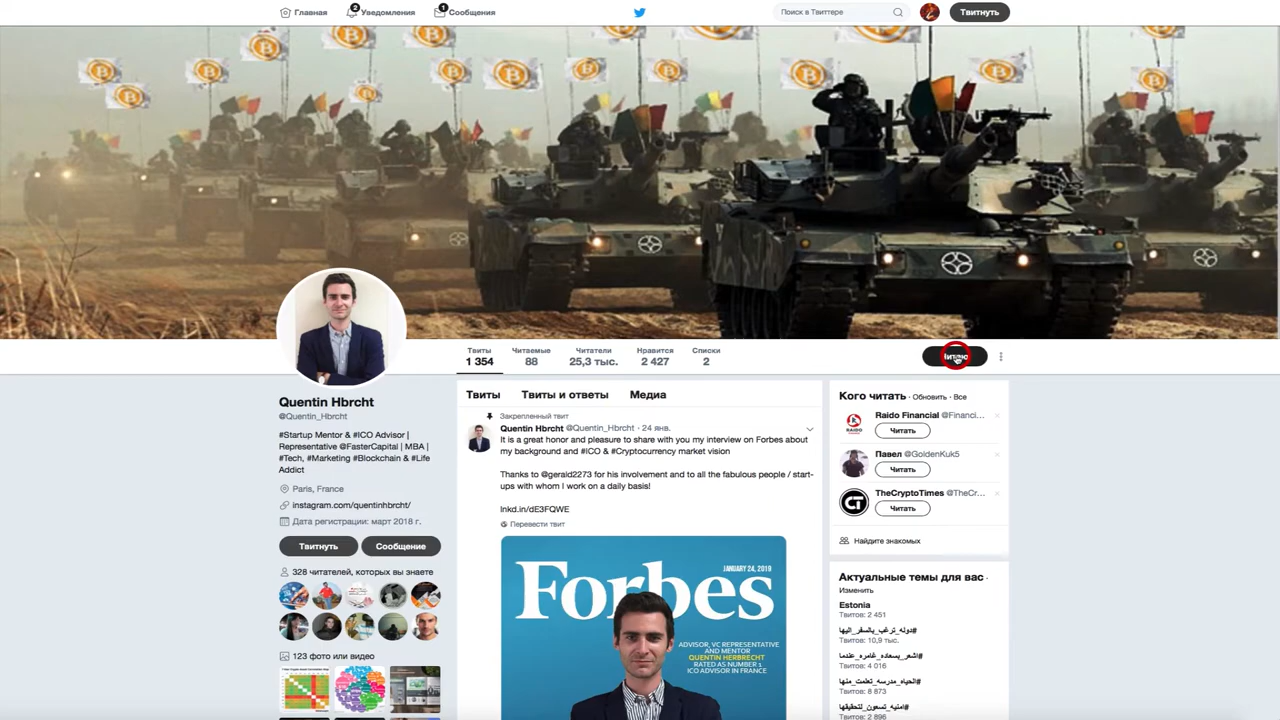 Главная
2
Уведомления
1
Сообщения
Поиск в Твиттере
Твитнуть
Твиты
1 354
Читаемые
88
Читатели
25,3 тыс.
Нравится
2 427
Списки
2
Читаю
Quentin Hbrcht
@Quentin_Hbrcht
#Startup Mentor & #ICO Advisor |
Representative @FasterCapital | MBA |
#Tech, #Marketing #Blockchain & #Life
Addict
Paris, France
instagram.com/quentinhbrcht/
Дата регистрации: март 2018 г.
Твитнуть
Сообщение
328 читателей, которых вы знаете
123 фото или видео
Твиты
Твиты и ответы
Медиа
Закрепленный твит
Quentin Hbrcht @Quentin_Hbrcht · 24 янв.
It is a great honor and pleasure to share with you my interview on Forbes about
my background and #ICO & #Cryptocurrency market vision
Thanks to @gerald2273 for his involvement and to all the fabulous people / start-
ups with whom I work on a daily basis!
lnkd.in/dE3FQWE
Перевести твит
JANUARY 24, 2019
Forbes
ADVISOR, VC REPRESENTATIVE
AND MENTOR
QUENTIN HERBRECHT
RATED AS NUMBER 1
ICO ADVISOR IN FRANCE
Кого читать · Обновить · Все
Raido Financial @Financi...
Читать
Павел @GoldenKuk5
Читать
TheCryptoTimes @TheCr...
Читать
Найдите знакомых
Актуальные темы для вас ·
Изменить
Estonia
Твитов: 2 451
#دوله_ترغب_بالسفر_اليها
Твитов: 10,9 тыс.
#اشعر_بسعاده_غامره_عندما
Твитов: 4 016
#الحياه_مدرسه_تعلمت_منها
Твитов: 8 873
#امنيه_تسعون_لتحقيقها
Твитов: 2 896